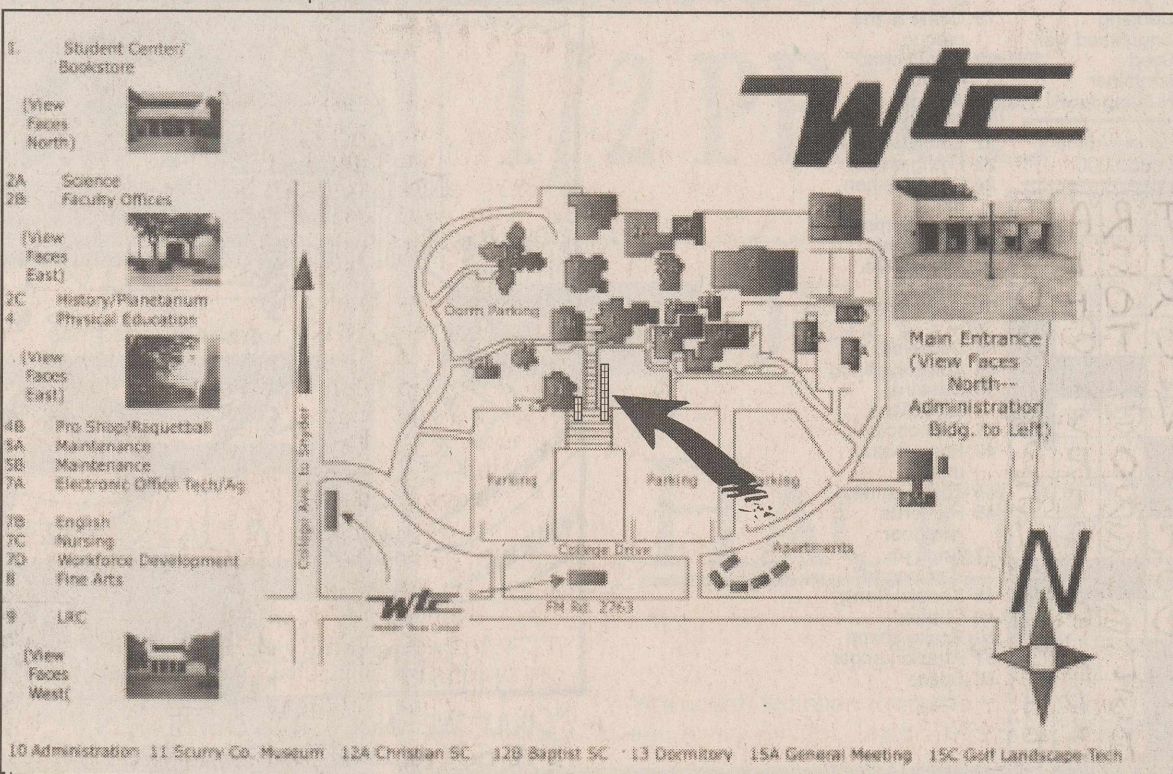 1. Student Center/
Bookstore
(View
Faces
North)
2A Science
2B Faculty Offices
(View
Faces
East)
2C History/Planetarium
4 Physical Education
(View
Faces
East)
4B Pro Shop/Raquetball
5A Maintenance
5B Maintenance
7A Electronic Office Tech/Ag
7B English
7C Nursing
7D Workforce Development
8 Fine Arts
9 LRC
(View
Faces
West(
WTC
Main Entrance
(View Faces
North--
Administration
Bldg. to Left)
Dorm Parking
College Ave. to Snyder
Parking
Parking
Parking
College Drive
Apartments
FM Rd. 2763
WTC
N
10 Administration 11 Scurry Co. Museum 12A Christian SC 12B Baptist SC 13 Dormitory 15A General Meeting 15C Golf Landscape Tech